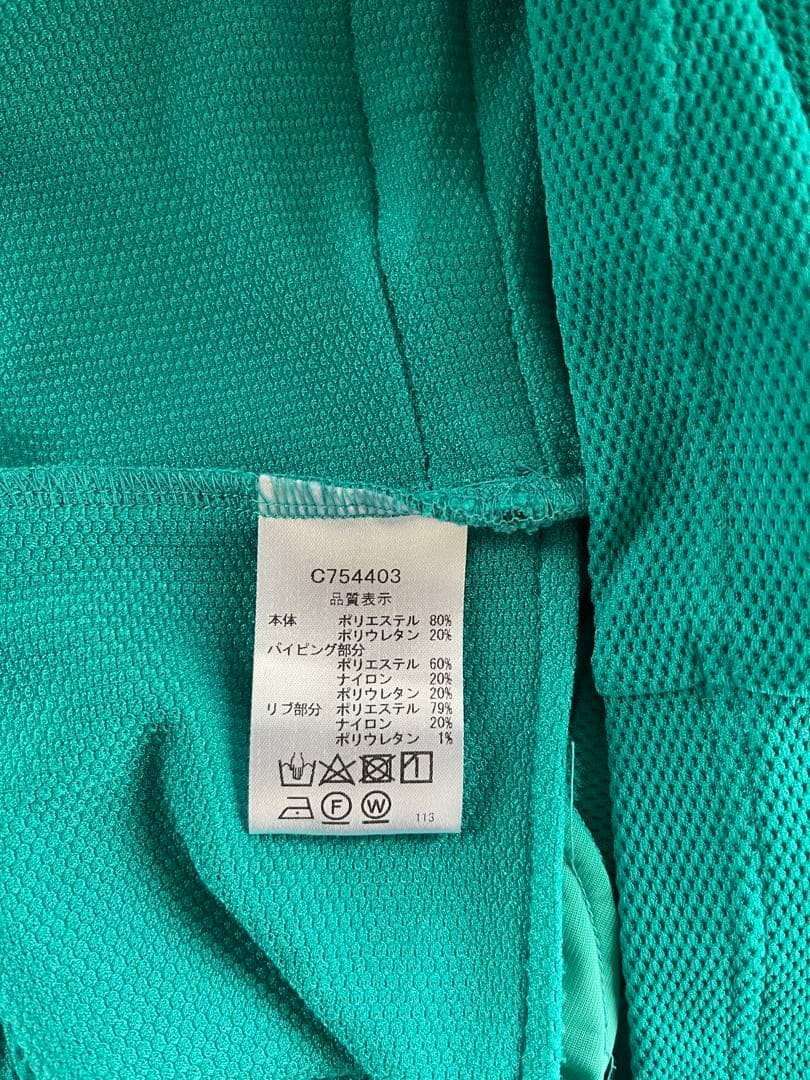 C754403
品質表示
本体 ポリエステル 80%
ポリウレタン 20%
パイピング部分
ポリエステル 60%
ナイロン 20%
ポリウレタン 20%
リブ部分 ポリエステル 79%
ナイロン 20%
ポリウレタン 1%
F W 113